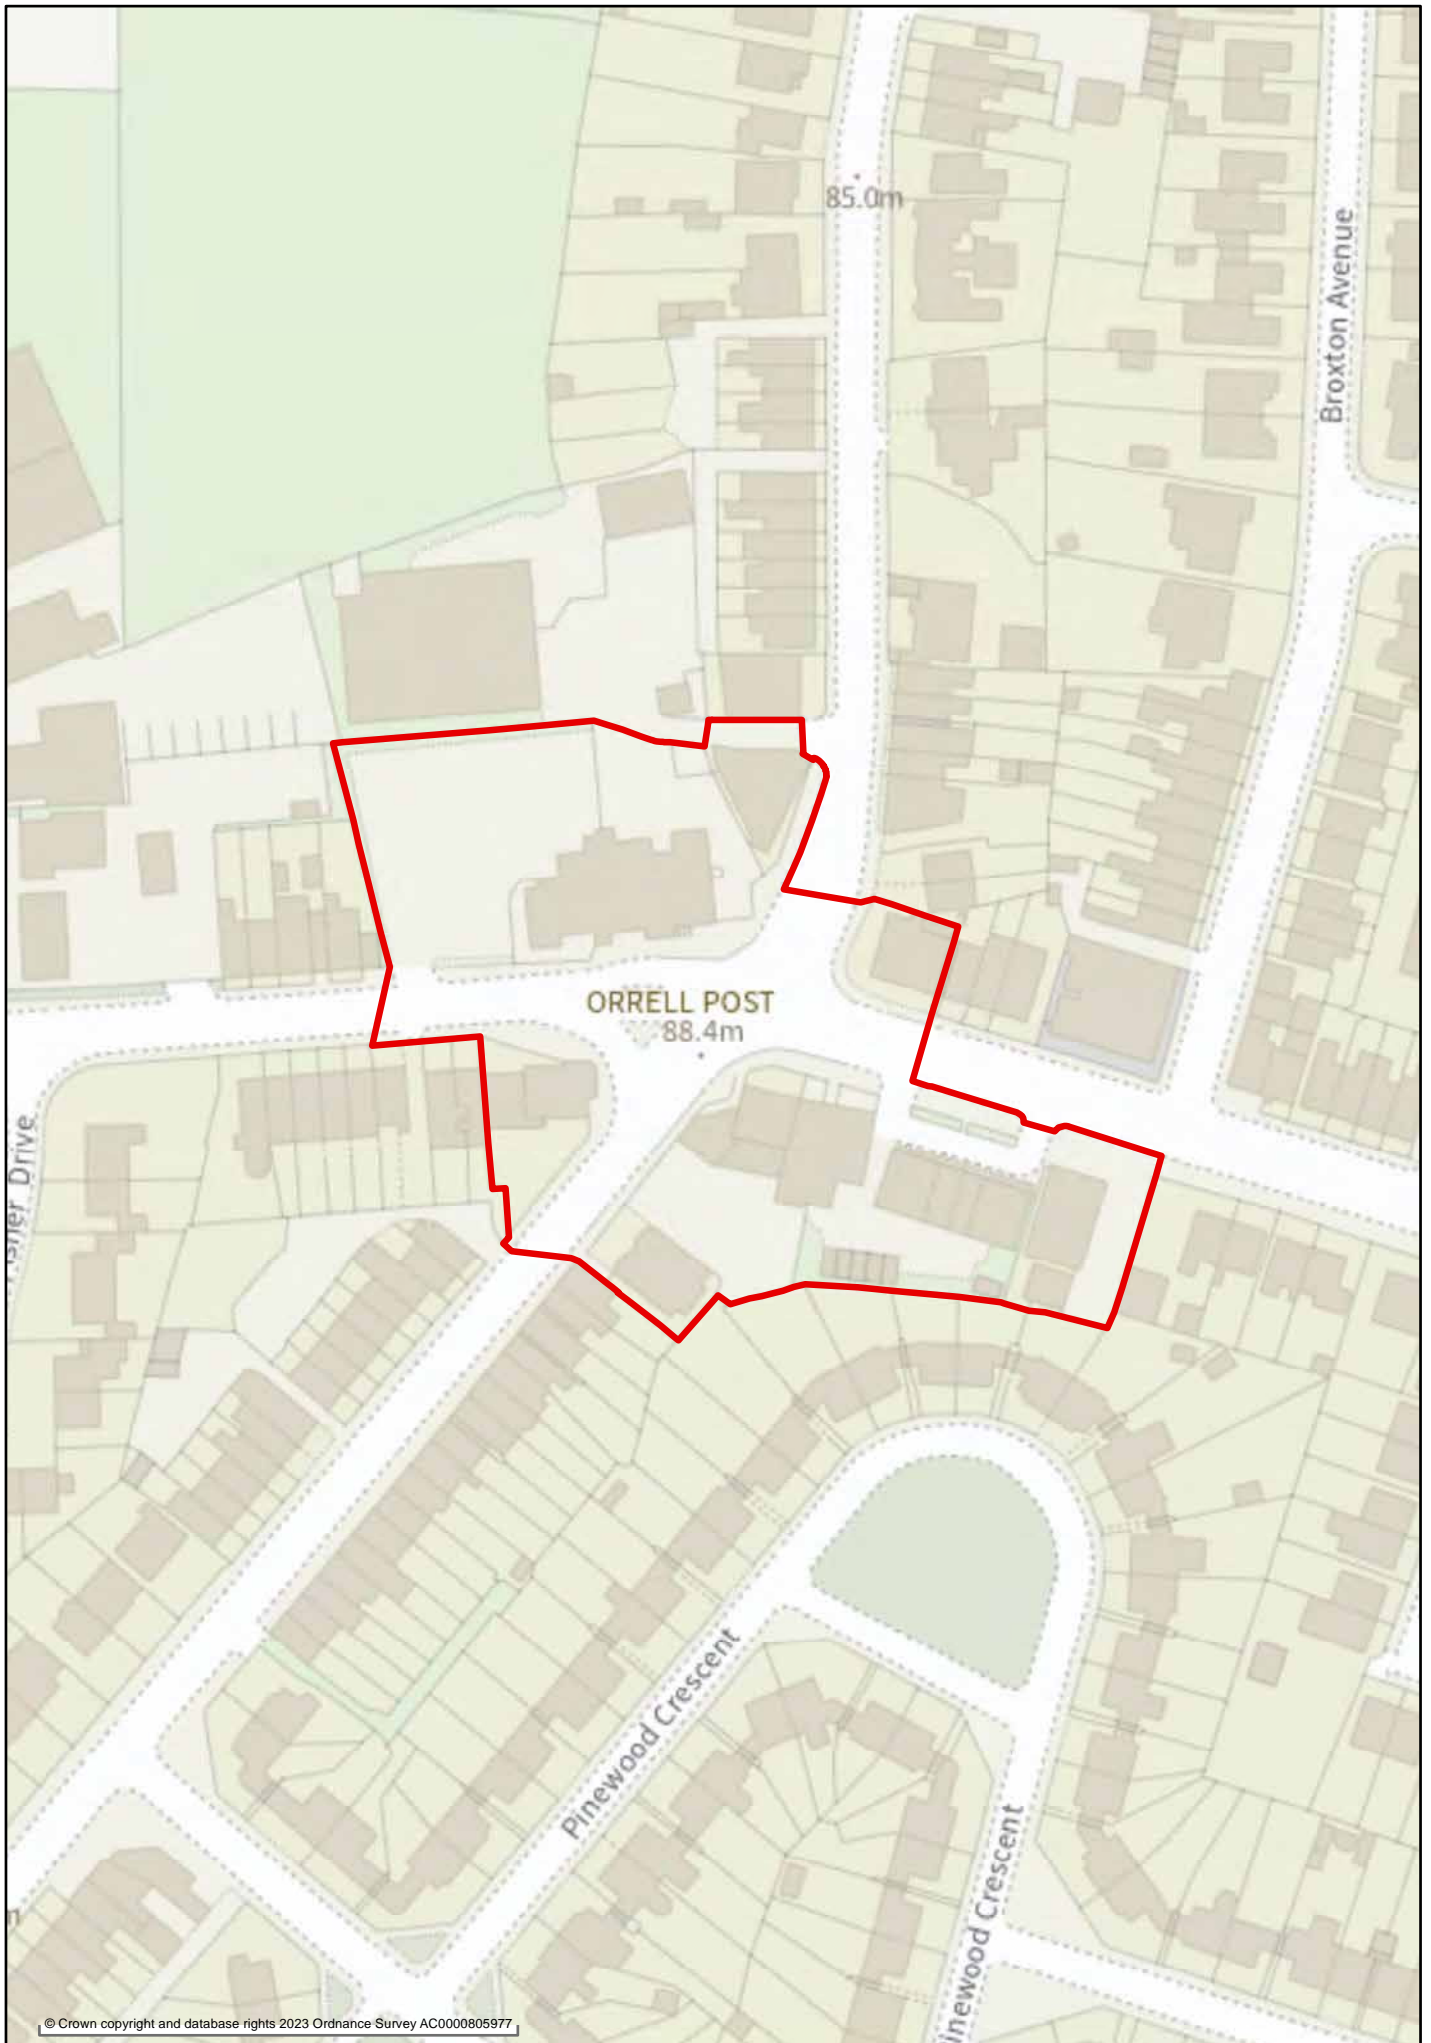 85.0m
Broxton Avenue
ORRELL POST
88.4m
Drive
Pinewood Crescent
Crescent
© Crown copyright and database rights 2023 Ordnance Survey AC0000805977